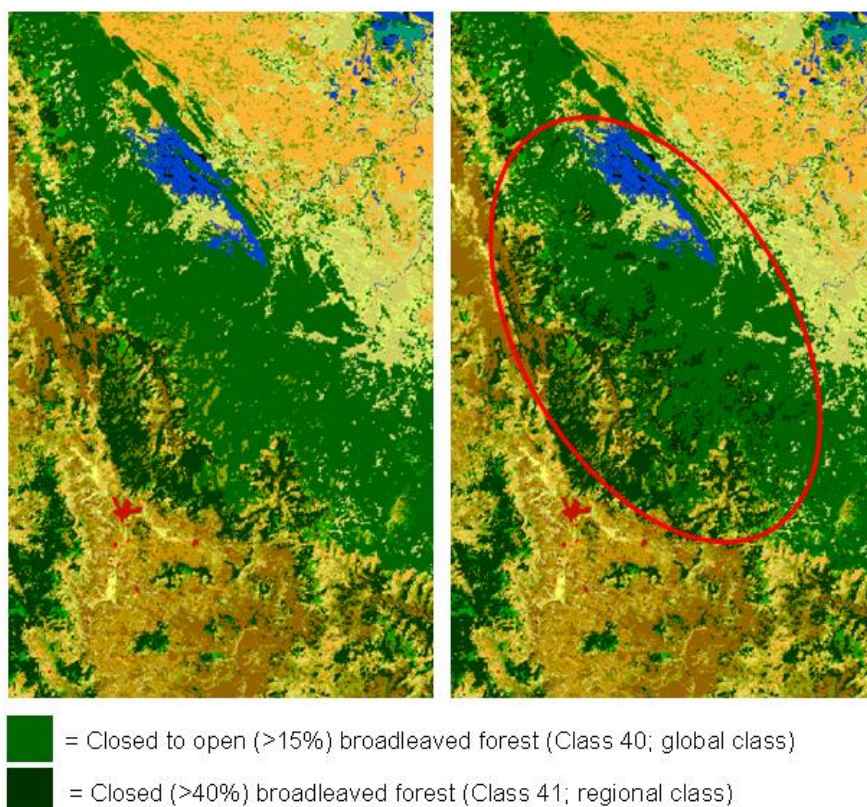 = Closed to open (>15%) broadleaved forest (Class 40; global class)
= Closed (>40%) broadleaved forest (Class 41; regional class)